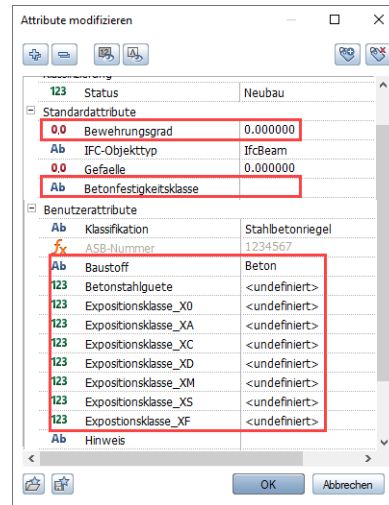 Attribute modifizieren
Klassifizierung
123 Status Neubau
Standardattribute
0,0 Bewehrungsgrad 0.000000
Ab IFC-Objekttyp IfcBeam
0,0 Gefaelle 0.000000
Ab Betonfestigkeitsklasse
Benutzerattribute
Ab Klassifikation Stahlbetonriegel
fx ASB-Nummer 1234567
Ab Baustoff Beton
123 Betonstahlguete <undefiniert>
123 Expositionsklasse_X0 <undefiniert>
123 Expositionsklasse_XA <undefiniert>
123 Expositionsklasse_XC <undefiniert>
123 Expositionsklasse_XD <undefiniert>
123 Expositionsklasse_XM <undefiniert>
123 Expositionsklasse_XS <undefiniert>
123 Expostionsklasse_XF <undefiniert>
Ab Hinweis
OK Abbrechen